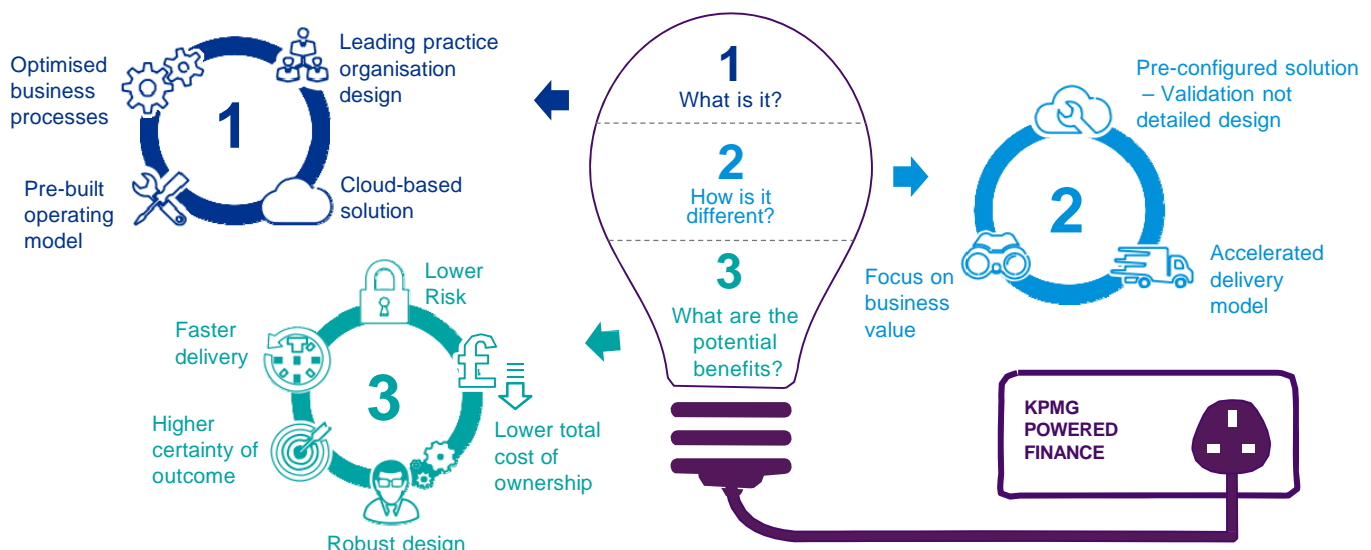 1
What is it?
2
How is it
different?
3
What are the
potential
benefits?
Optimised
business
processes
Leading practice
organisation
design
1
Pre-built
operating
model
Cloud-based
solution
Pre-configured solution
– Validation not
detailed design
2
Focus on
business
value
Accelerated
delivery
model
Lower
Risk
Faster
delivery
£
3
Higher
certainty of
outcome
Lower total
cost of
ownership
Robust design
KPMG
POWERED
FINANCE